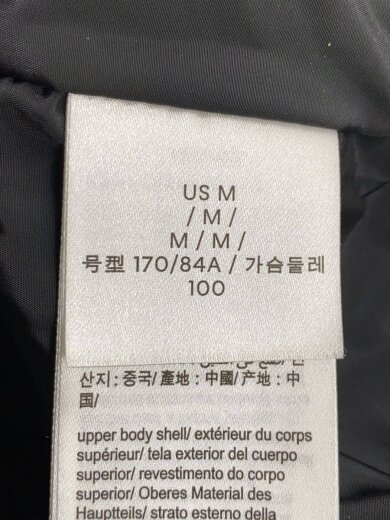 US M
/ M /
M / M /
号型 170/84A / 가슴둘레
100
산지 : 중국/ 產地 : 中國/ 产地 : 中
国/
upper body shell/ extérieur du corps
supérieur/ tela exterior del cuerpo
superior/ revestimento do corpo
superior/ Oberes Material des
Hauptteils/ strato esterno della